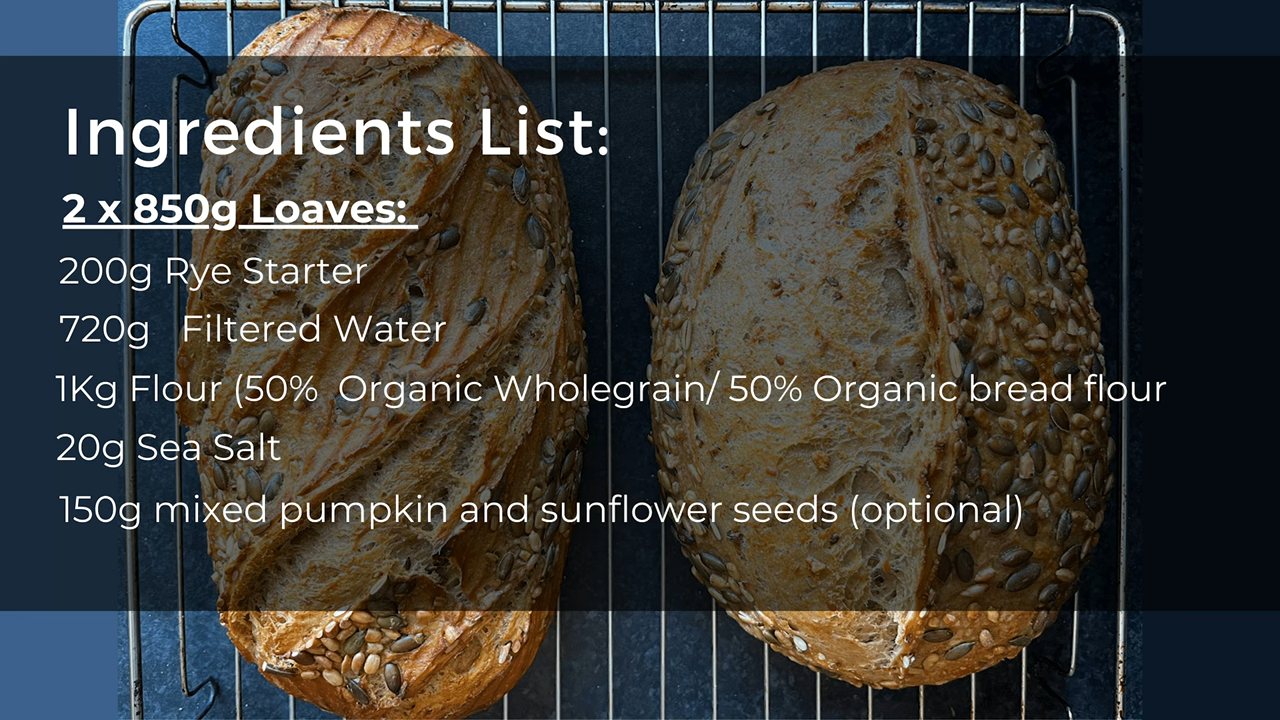 Ingredients List:
2 x 850g Loaves:
200g Rye Starter
720g Filtered Water
1Kg Flour (50% Organic Wholegrain/ 50% Organic bread flour
20g Sea Salt
150g mixed pumpkin and sunflower seeds (optional)